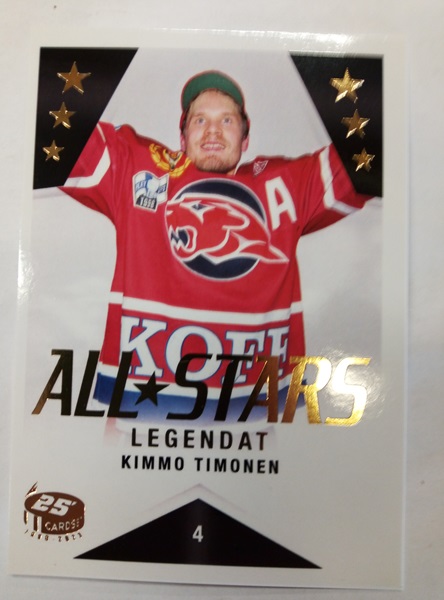 A
KOFF
ALL★STARS
LEGENDAT
KIMMO TIMONEN
25
CARDSET
4